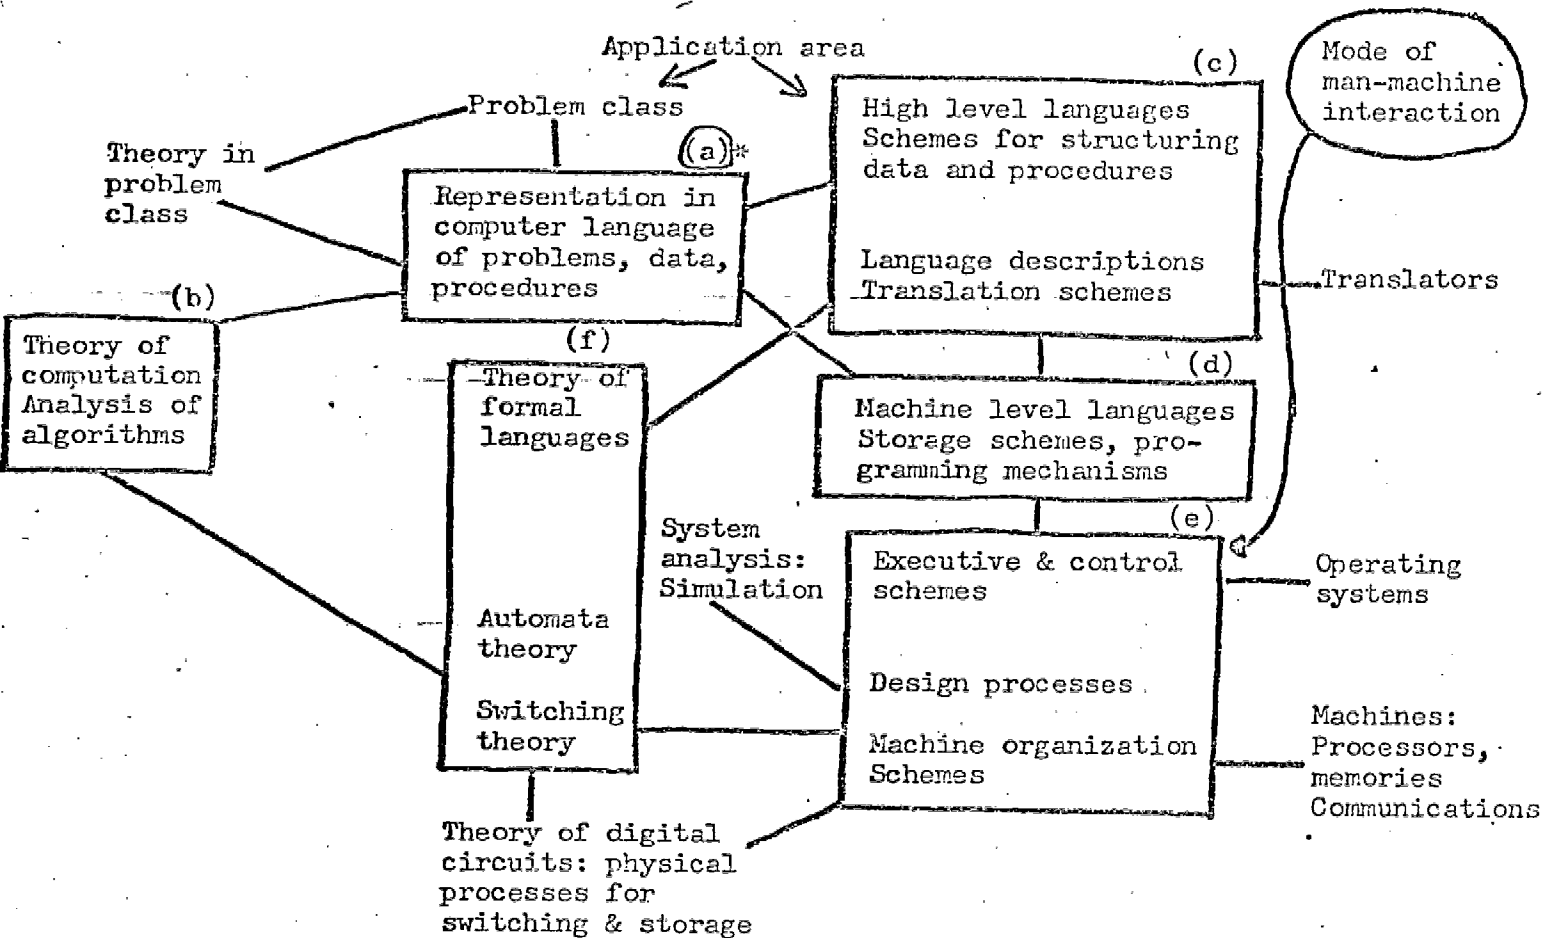 Application area
Problem class
Theory in
problem
class
(a)*
Representation in
computer language
of problems, data,
procedures
(b)
Theory of
computation
Analysis of
algorithms
(c)
High level languages
Schemes for structuring
data and procedures
Language descriptions
Translation schemes
Mode of
man-machine
interaction
Translators
(d)
Machine level languages
Storage schemes, pro-
gramming mechanisms
(e)
Executive & control
schemes
Design processes
Machine organization
Schemes
Operating
systems
Machines:
Processors,
memories
Communications
(f)
Theory of
formal
languages
Automata
theory
Switching
theory
System
analysis:
Simulation
Theory of digital
circuits: physical
processes for
switching & storage